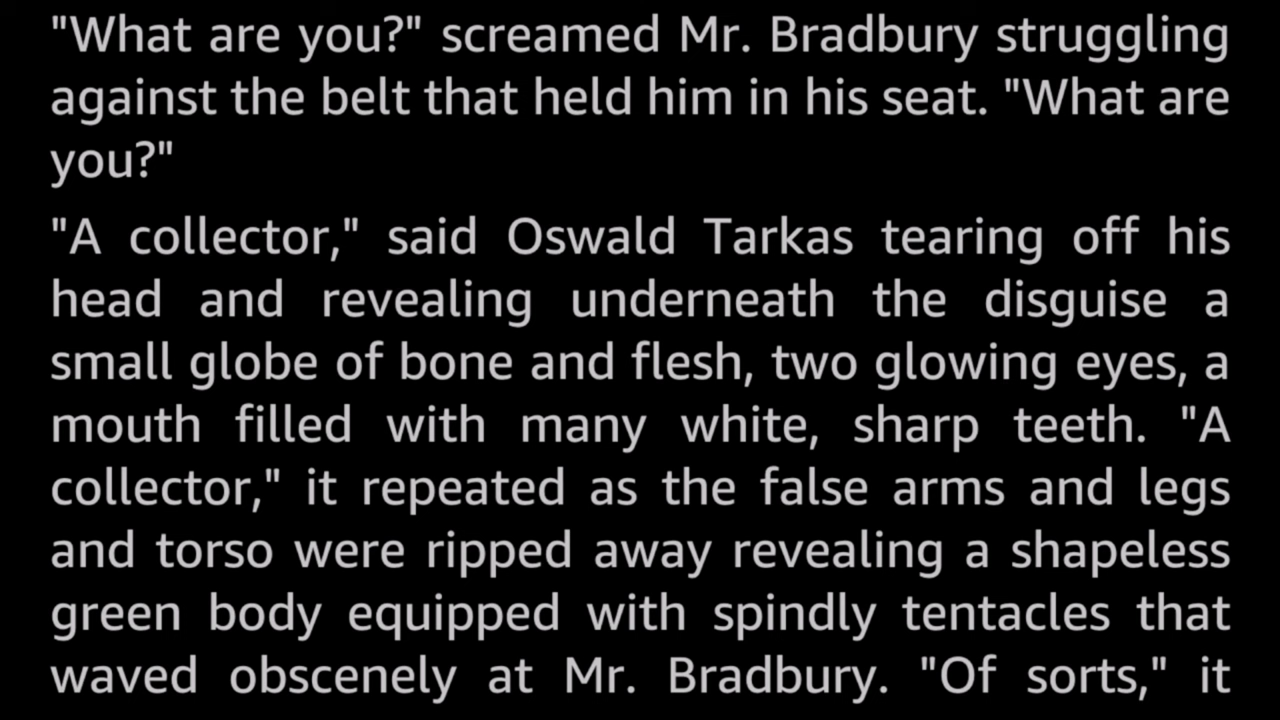 "What are you?" screamed Mr. Bradbury struggling
against the belt that held him in his seat. "What are
you?"
"A collector," said Oswald Tarkas tearing off his
head and revealing underneath the disguise a
small globe of bone and flesh, two glowing eyes, a
mouth filled with many white, sharp teeth. "A
collector," it repeated as the false arms and legs
and torso were ripped away revealing a shapeless
green body equipped with spindly tentacles that
waved obscenely at Mr. Bradbury. "Of sorts," it